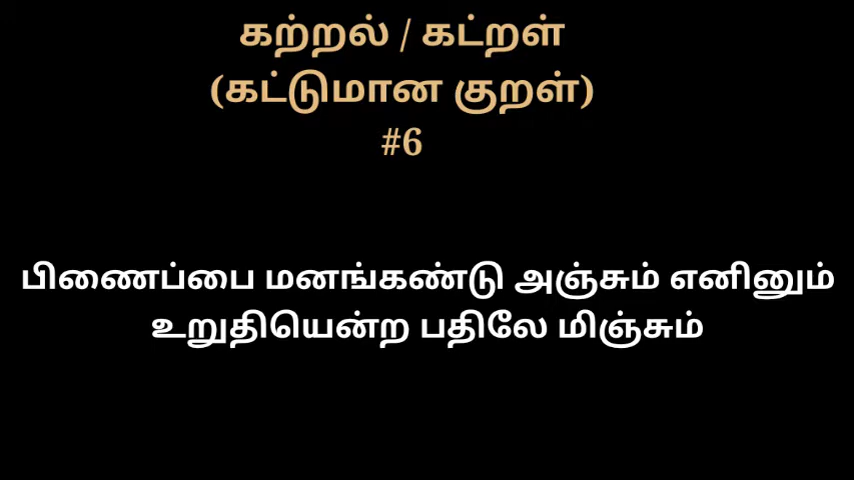 கற்றல் / கட்றள்
(கட்டுமான குறள்)
#6
பிணைப்பை மனங்கண்டு அஞ்சும் எனினும்
உறுதியென்ற பதிலே மிஞ்சும்